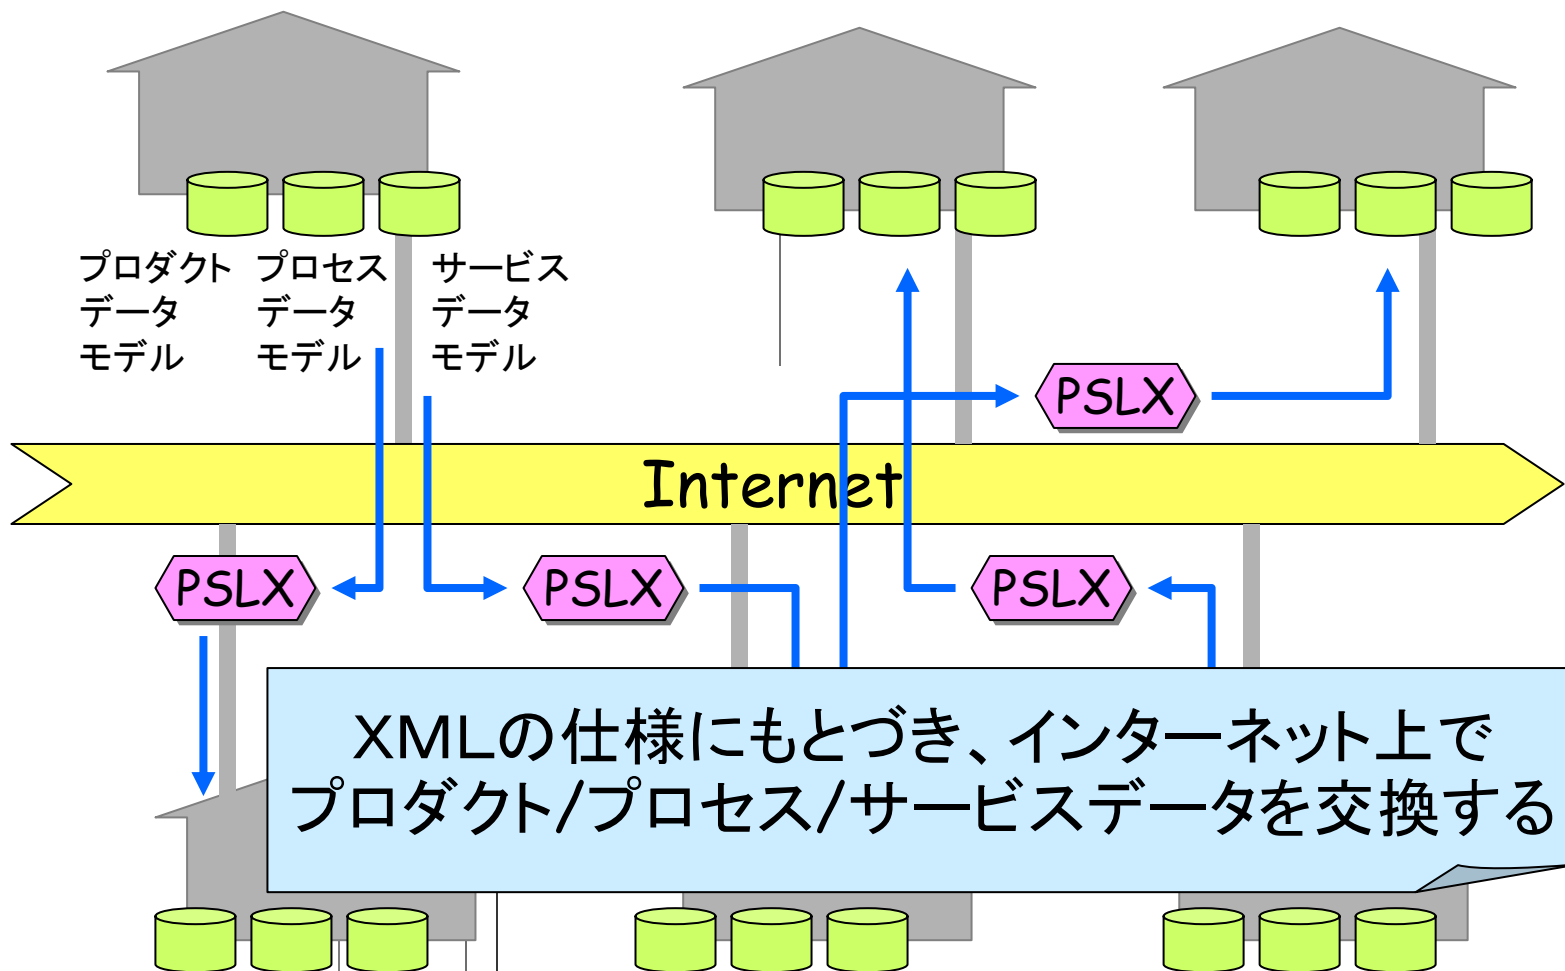 プロダクト
データ
モデル
プロセス
データ
モデル
サービス
データ
モデル
PSLX
Internet
PSLX
PSLX
PSLX
XMLの仕様にもとづき、インターネット上で
プロダクト/プロセス/サービスデータを交換する